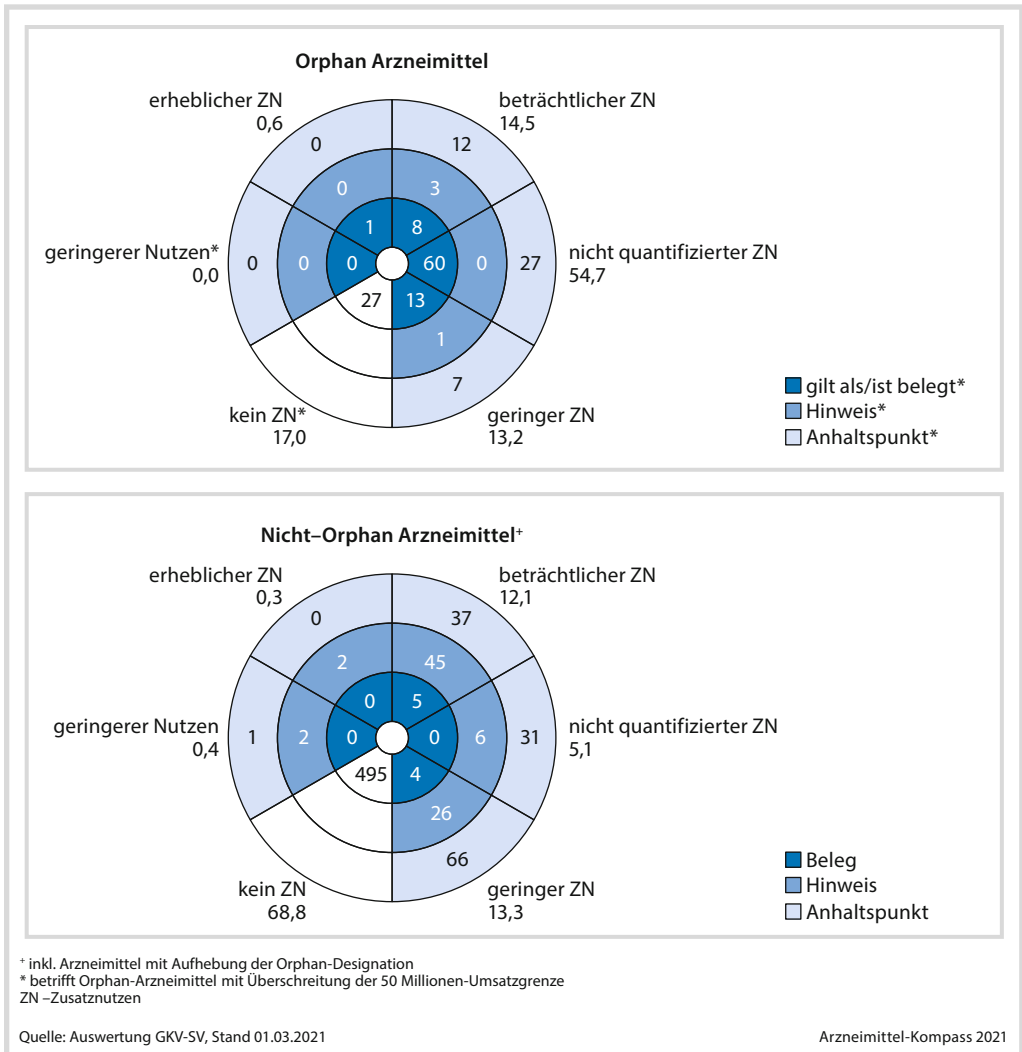 Orphan Arzneimittel
erheblicher ZN
0,6
beträchtlicher ZN
14,5
0
12
0
3
1
8
geringerer Nutzen*
0,0
0
0
0
60
0
27
nicht quantifizierter ZN
54,7
27
13
1
7
kein ZN*
17,0
geringer ZN
13,2
gilt als/ist belegt*
Hinweis*
Anhaltspunkt*
Nicht–Orphan Arzneimittel+
erheblicher ZN
0,3
beträchtlicher ZN
12,1
0
37
2
45
0
5
geringerer Nutzen
0,4
1
2
0
0
6
31
nicht quantifizierter ZN
5,1
495
4
26
66
kein ZN
68,8
geringer ZN
13,3
Beleg
Hinweis
Anhaltspunkt
+ inkl. Arzneimittel mit Aufhebung der Orphan-Designation
* betrifft Orphan-Arzneimittel mit Überschreitung der 50 Millionen-Umsatzgrenze
ZN –Zusatznutzen
Quelle: Auswertung GKV-SV, Stand 01.03.2021
Arzneimittel-Kompass 2021